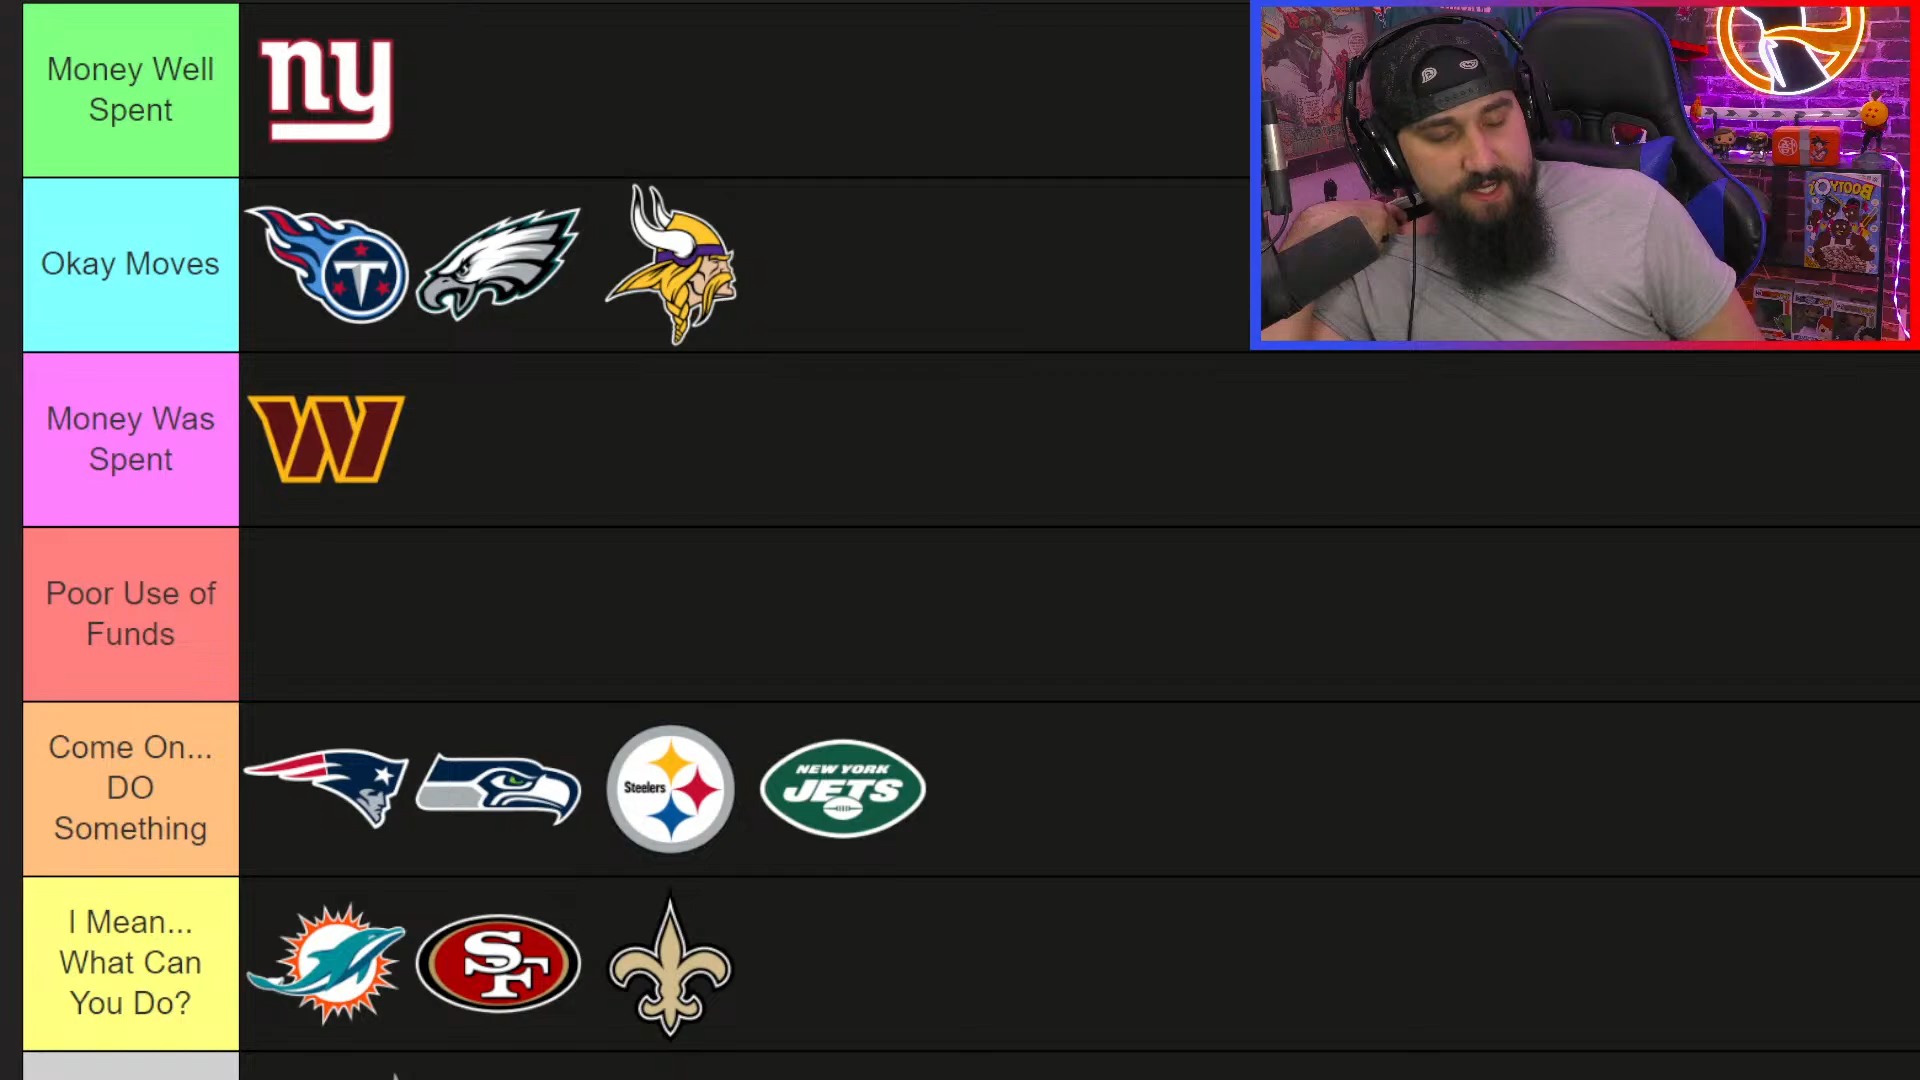 Money Well
Spent
ny
Okay Moves
T
Money Was
Spent
W
Poor Use of
Funds
Come On...
DO
Something
Steelers
NEW YORK
JETS
I Mean...
What Can
You Do?
SF
BOOTY